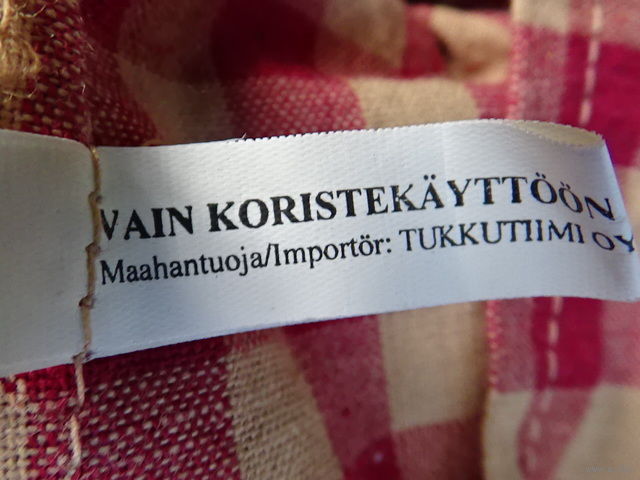 VAIN KORISTEKÄYTTÖÖN
Maahantuoja/Importör: TUKKUTIIMI OY